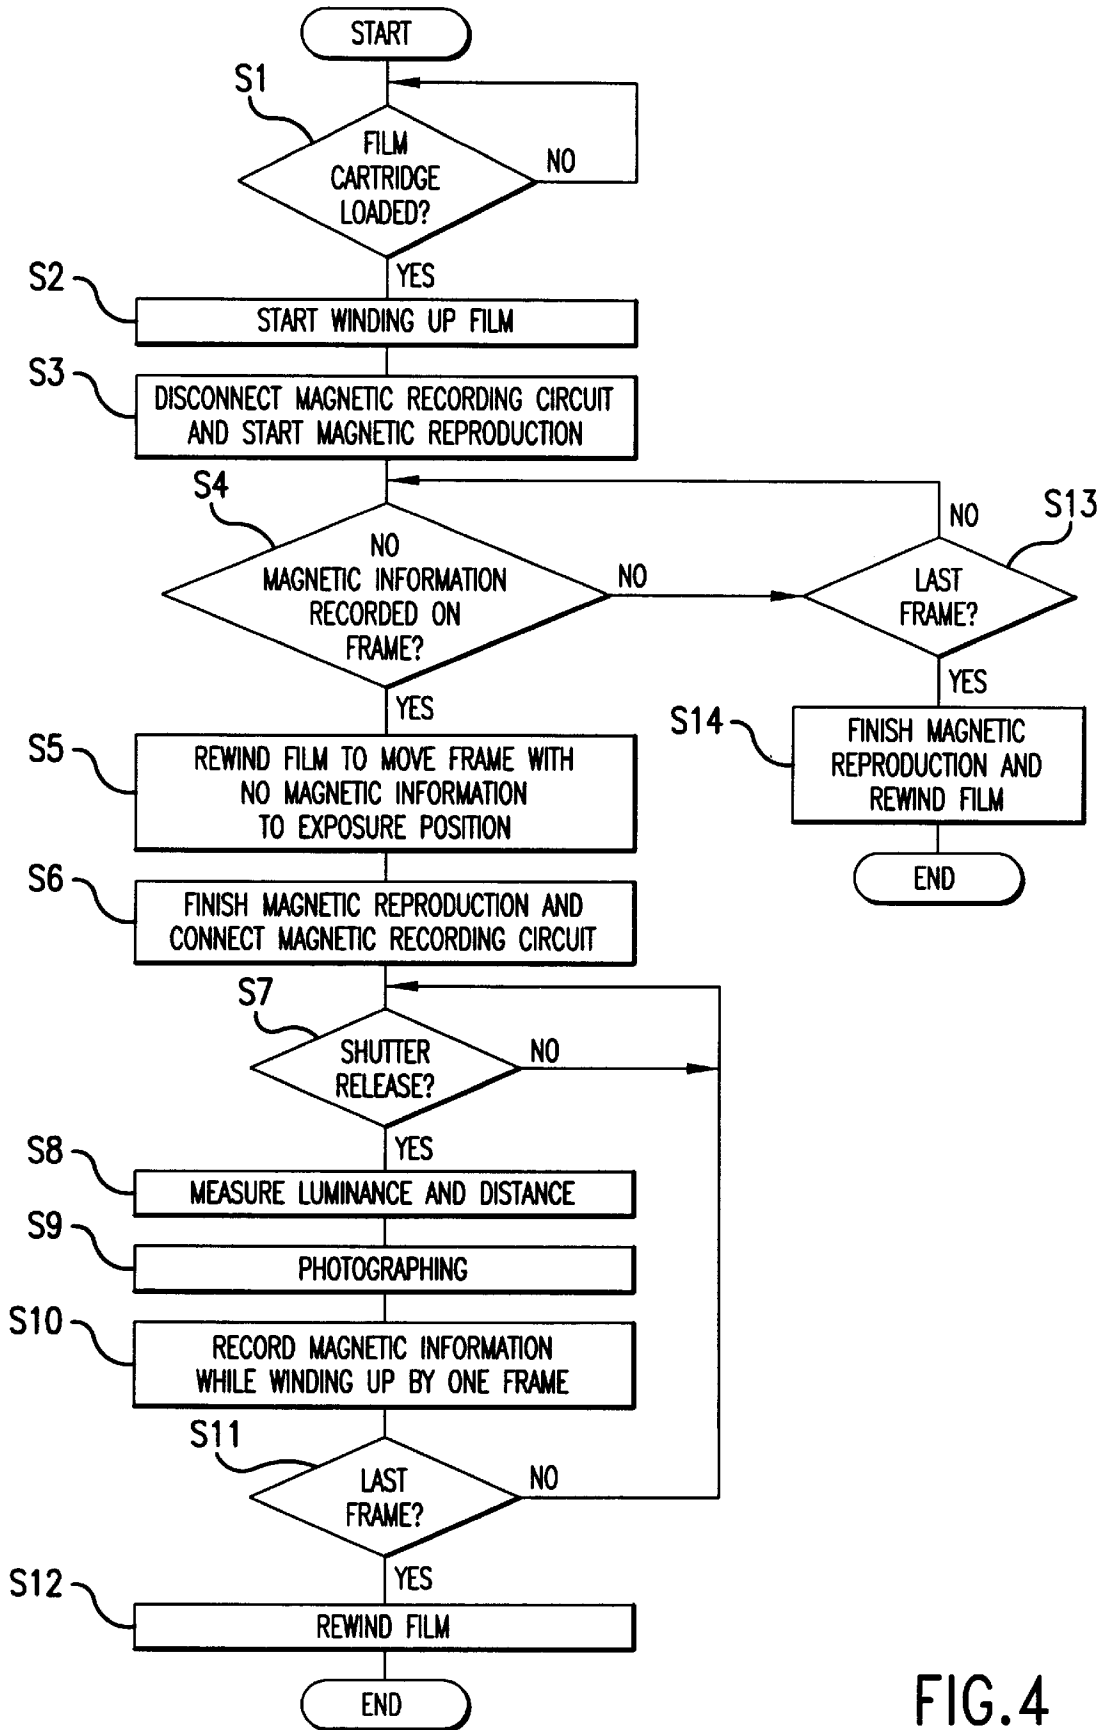 START
S1
FILM
CARTRIDGE
LOADED?
NO
YES
S2
START WINDING UP FILM
S3
DISCONNECT MAGNETIC RECORDING CIRCUIT
AND START MAGNETIC REPRODUCTION
S4
NO
MAGNETIC INFORMATION
RECORDED ON
FRAME?
NO
YES
S13
LAST
FRAME?
NO
YES
S14
FINISH MAGNETIC
REPRODUCTION AND
REWIND FILM
END
S5
REWIND FILM TO MOVE FRAME WITH
NO MAGNETIC INFORMATION
TO EXPOSURE POSITION
S6
FINISH MAGNETIC REPRODUCTION AND
CONNECT MAGNETIC RECORDING CIRCUIT
S7
SHUTTER
RELEASE?
NO
YES
S8
MEASURE LUMINANCE AND DISTANCE
S9
PHOTOGRAPHING
S10
RECORD MAGNETIC INFORMATION
WHILE WINDING UP BY ONE FRAME
S11
LAST
FRAME?
NO
YES
S12
REWIND FILM
END
FIG.4